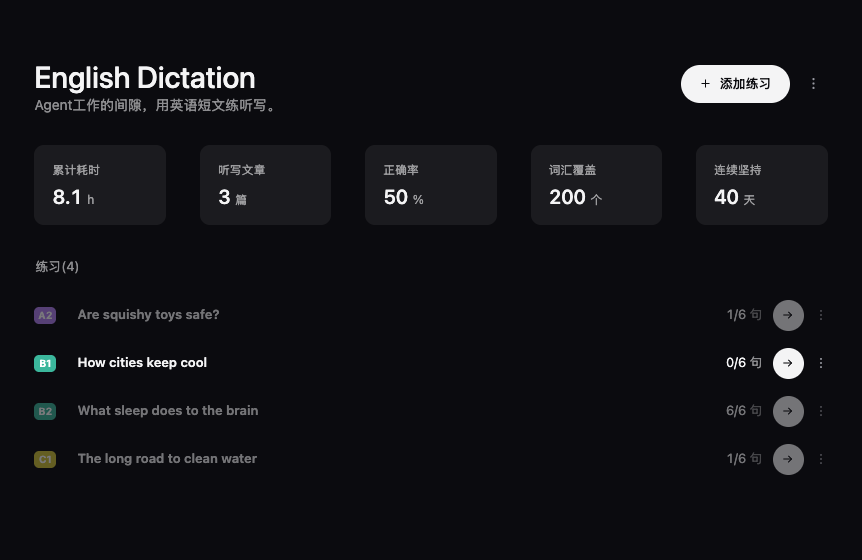 English Dictation
Agent工作的间隙，用英语短文练听写。
+ 添加练习
累计耗时
8.1 h
听写文章
3 篇
正确率
50 %
词汇覆盖
200 个
连续坚持
40 天
练习(4)
A2 Are squishy toys safe? 1/6 句
B1 How cities keep cool 0/6 句
B2 What sleep does to the brain 6/6 句
C1 The long road to clean water 1/6 句